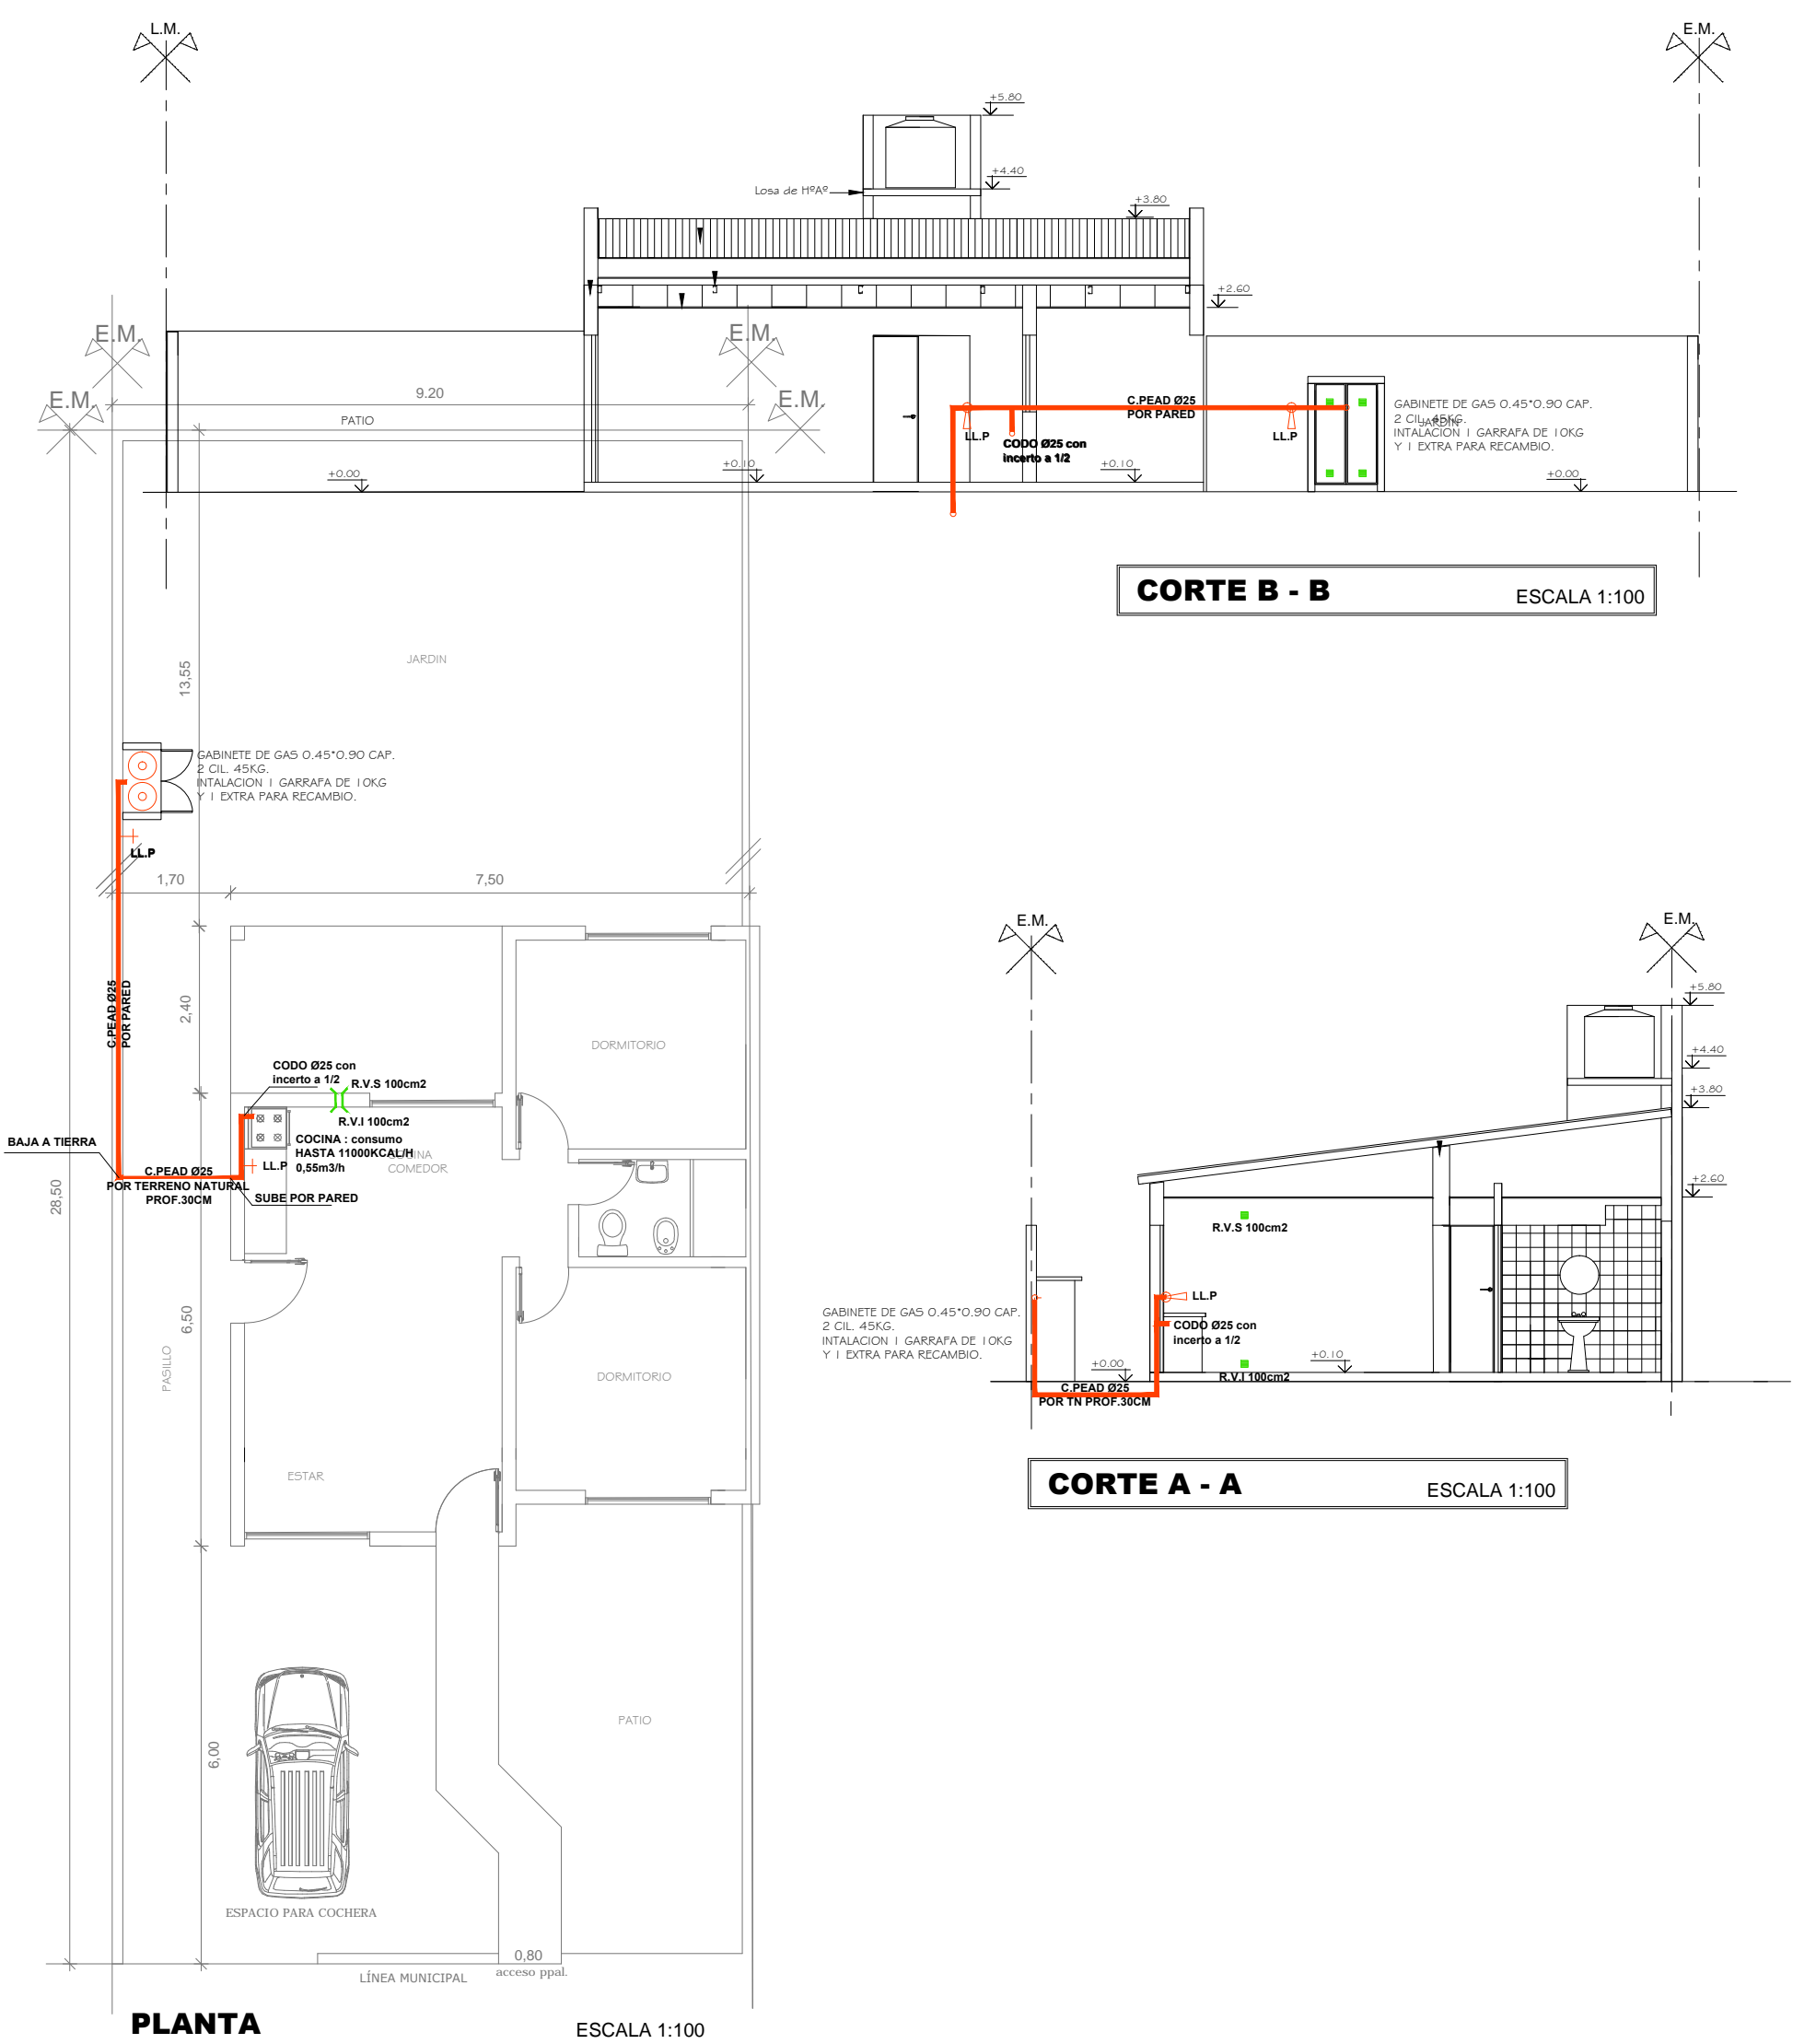 L.M.
E.M.
+5.80
+4.40
Losa de HºAº
+3.80
+2.60
E.M.
E.M.
9.20
E.M.
E.M.
PATIO
C.PEAD Ø25
POR PARED
LL.P
CODO Ø25 con
incerto a 1/2
LL.P
GABINETE DE GAS 0.45*0.90 CAP.
2 CIL. 45KG.
JARDIN
INTALACION 1 GARRAFA DE 10KG
Y 1 EXTRA PARA RECAMBIO.
+0.00
+0.10
+0.10
+0.00
CORTE B - B
ESCALA 1:100
JARDIN
13,55
GABINETE DE GAS 0.45*0.90 CAP.
2 CIL. 45KG.
INTALACION 1 GARRAFA DE 10KG
Y 1 EXTRA PARA RECAMBIO.
LL.P
1,70
7,50
C.PEAD Ø25
POR PARED
2,40
DORMITORIO
CODO Ø25 con
incerto a 1/2
R.V.S 100cm2
R.V.I 100cm2
BAJA A TIERRA
COCINA : consumo
HASTA 11000KCAL/H
0,55m3/h
COCINA
COMEDOR
LL.P
C.PEAD Ø25
POR TERRENO NATURAL
PROF.30CM
SUBE POR PARED
28,50
6,50
PASILLO
DORMITORIO
ESTAR
6,00
PATIO
ESPACIO PARA COCHERA
0,80
acceso ppal.
LÍNEA MUNICIPAL
PLANTA
ESCALA 1:100
E.M.
E.M.
+5.80
+4.40
+3.80
+2.60
R.V.S 100cm2
LL.P
GABINETE DE GAS 0.45*0.90 CAP.
2 CIL. 45KG.
INTALACION 1 GARRAFA DE 10KG
Y 1 EXTRA PARA RECAMBIO.
CODO Ø25 con
incerto a 1/2
+0.00
+0.10
R.V.I 100cm2
C.PEAD Ø25
POR TN PROF.30CM
CORTE A - A
ESCALA 1:100